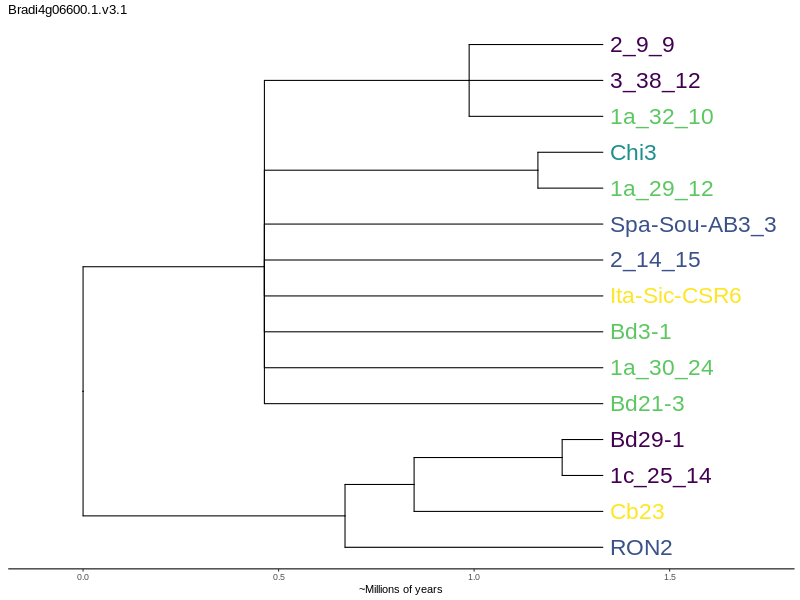 Bradi4g06600.1.v3.1
2_9_9
3_38_12
1a_32_10
Chi3
1a_29_12
Spa-Sou-AB3_3
2_14_15
Ita-Sic-CSR6
Bd3-1
1a_30_24
Bd21-3
Bd29-1
1c_25_14
Cb23
RON2
0.0 0.5 1.0 1.5
~Millions of years